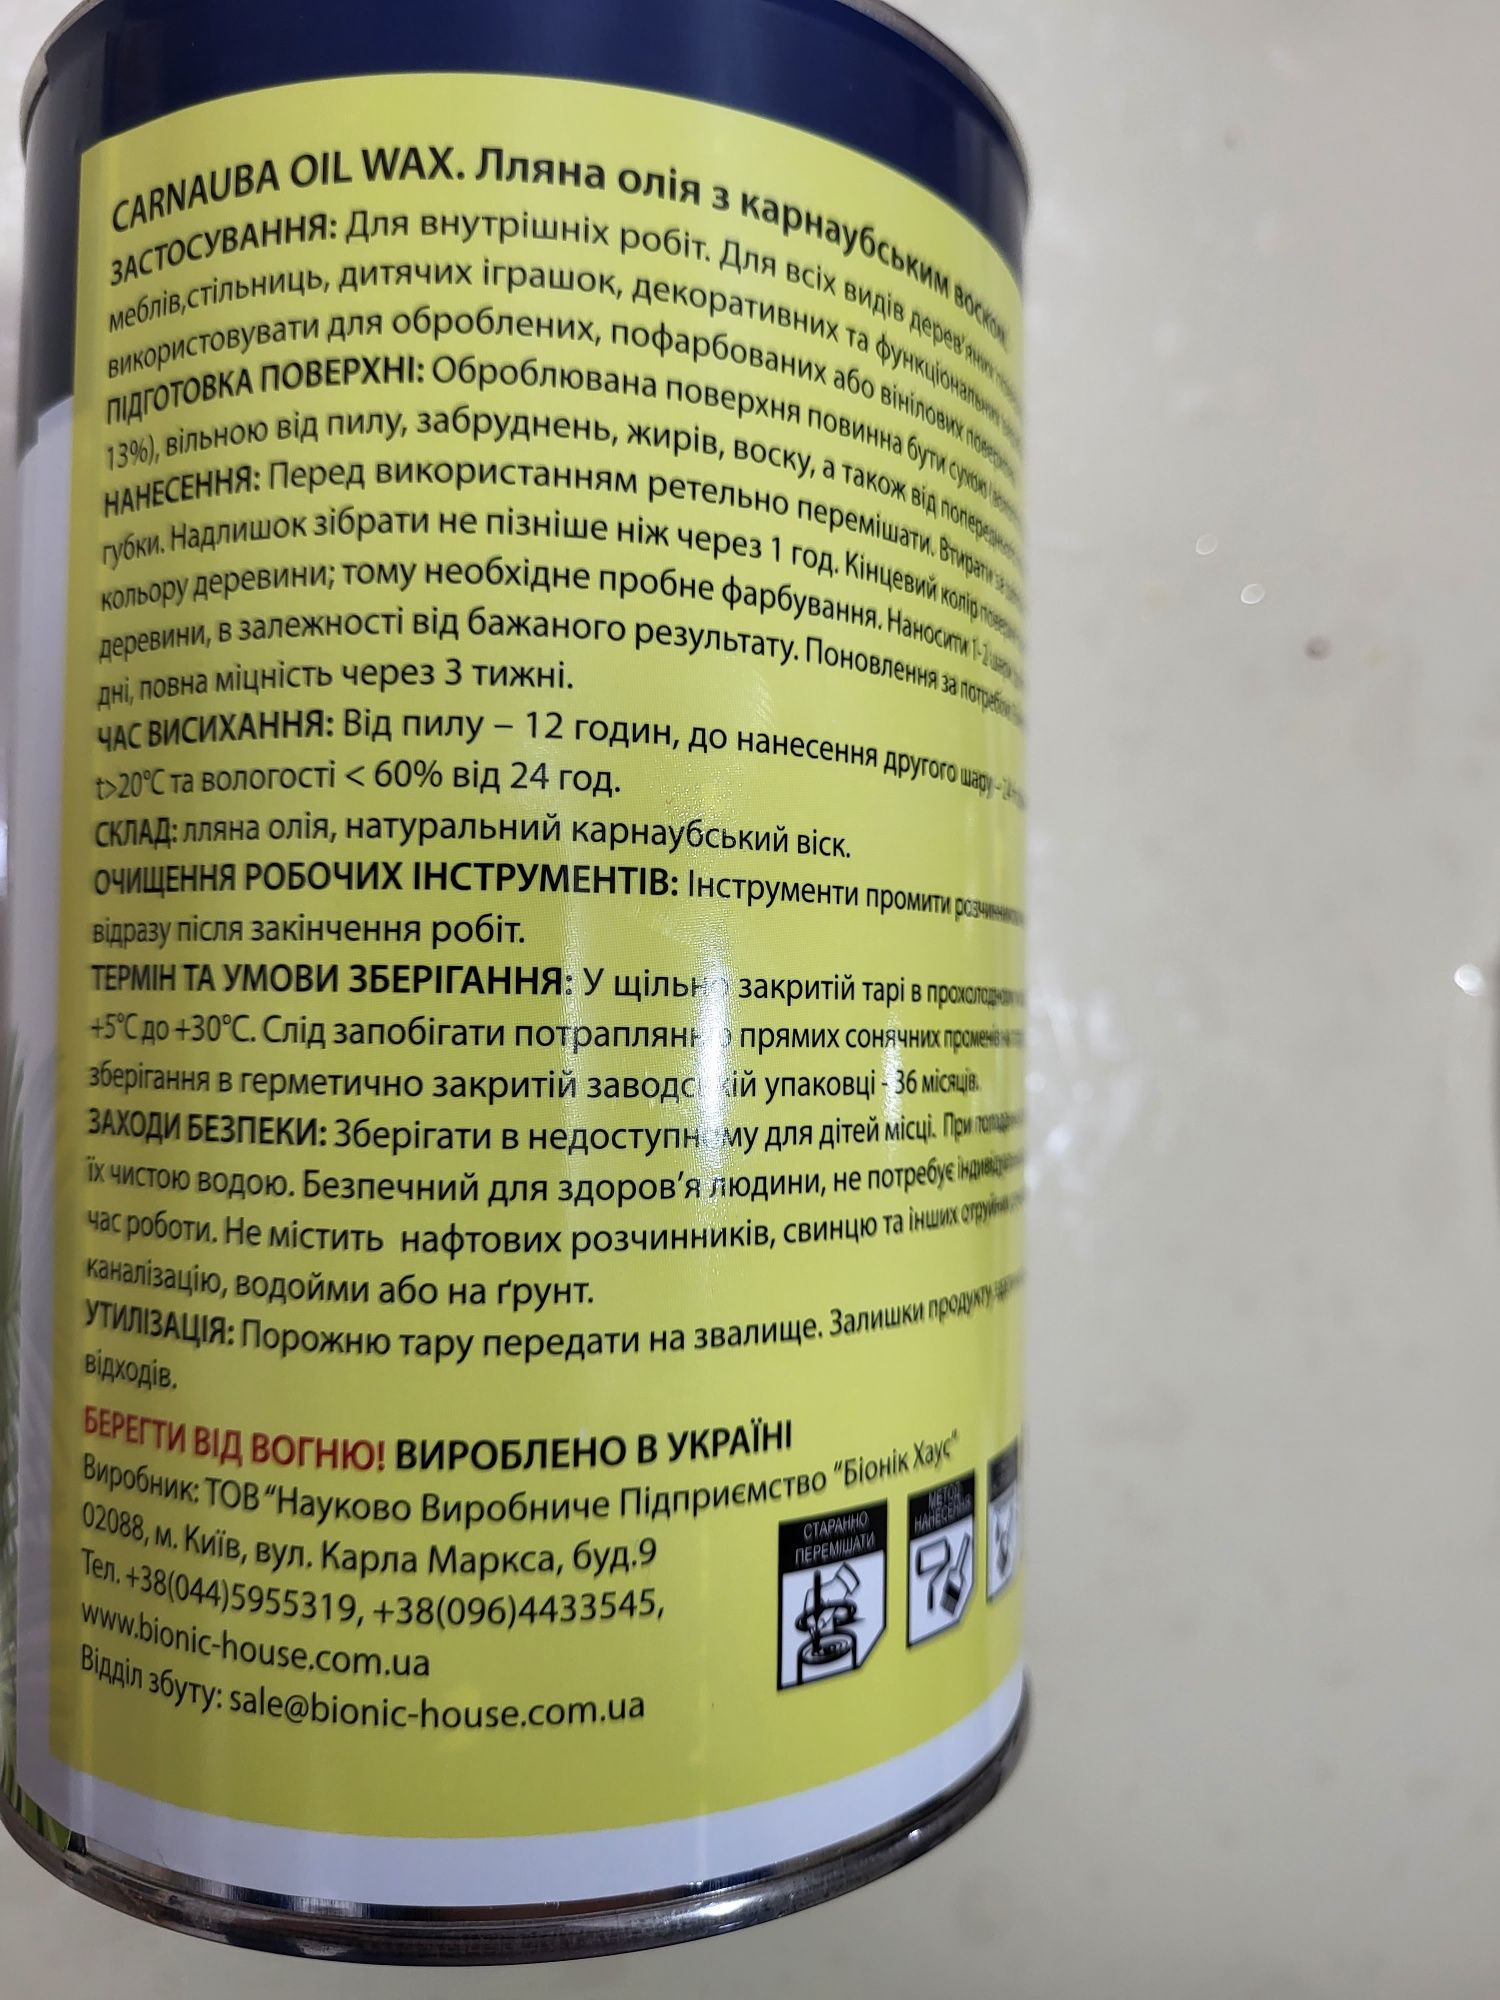 CARNAUBA OIL WAX. Лляна олія з карнаубським воском.
ЗАСТОСУВАННЯ: Для внутрішніх робіт. Для всіх видів дерев'яних
меблів,стільниць, дитячих іграшок, декоративних та функціональних
використовувати для оброблених, пофарбованих або вінілових поверхонь.
ПІДГОТОВКА ПОВЕРХНІ: Оброблювана поверхня повинна бути сухою
13%), вільною від пилу, забруднень, жирів, воску, а також від попередніх
НАНЕСЕННЯ: Перед використанням ретельно перемішати. Втирати за
губки. Надлишок зібрати не пізніше ніж через 1 год. Кінцевий колір
кольору деревини; тому необхідне пробне фарбування. Наносити 1-2
деревини, в залежності від бажаного результату. Поновлення за потреби.
дні, повна міцність через 3 тижні.
ЧАС ВИСИХАННЯ: Від пилу – 12 годин, до нанесення другого шару –
t>20°C та вологості < 60% від 24 год.
СКЛАД: лляна олія, натуральний карнаубський віск.
ОЧИЩЕННЯ РОБОЧИХ ІНСТРУМЕНТІВ: Інструменти промити
відразу після закінчення робіт.
ТЕРМІН ТА УМОВИ ЗБЕРІГАННЯ: У щільно закритій тарі в
+5°C до +30°C. Слід запобігати потраплянню прямих сонячних променів на
зберігання в герметично закритій заводській упаковці - 36 місяців.
ЗАХОДИ БЕЗПЕКИ: Зберігати в недоступному для дітей місці. При
їх чистою водою. Безпечний для здоров'я людини, не потребує
час роботи. Не містить нафтових розчинників, свинцю та інших отруйних
каналізацію, водойми або на ґрунт.
УТИЛІЗАЦІЯ: Порожню тару передати на звалище. Залишки продукту
відходів.
БЕРЕГТИ ВІД ВОГНЮ! ВИРОБЛЕНО В УКРАЇНІ
Виробник: ТОВ "Науково Виробниче Підприємство "Біонік Хаус"
02088, м. Київ, вул. Карла Маркса, буд.9
Тел. +38(044)5955319, +38(096)4433545,
www.bionic-house.com.ua
Відділ збуту: sale@bionic-house.com.ua
СТАРАННО
ПЕРЕМІШАТИ
МЕТОД
НАНЕСЕННЯ